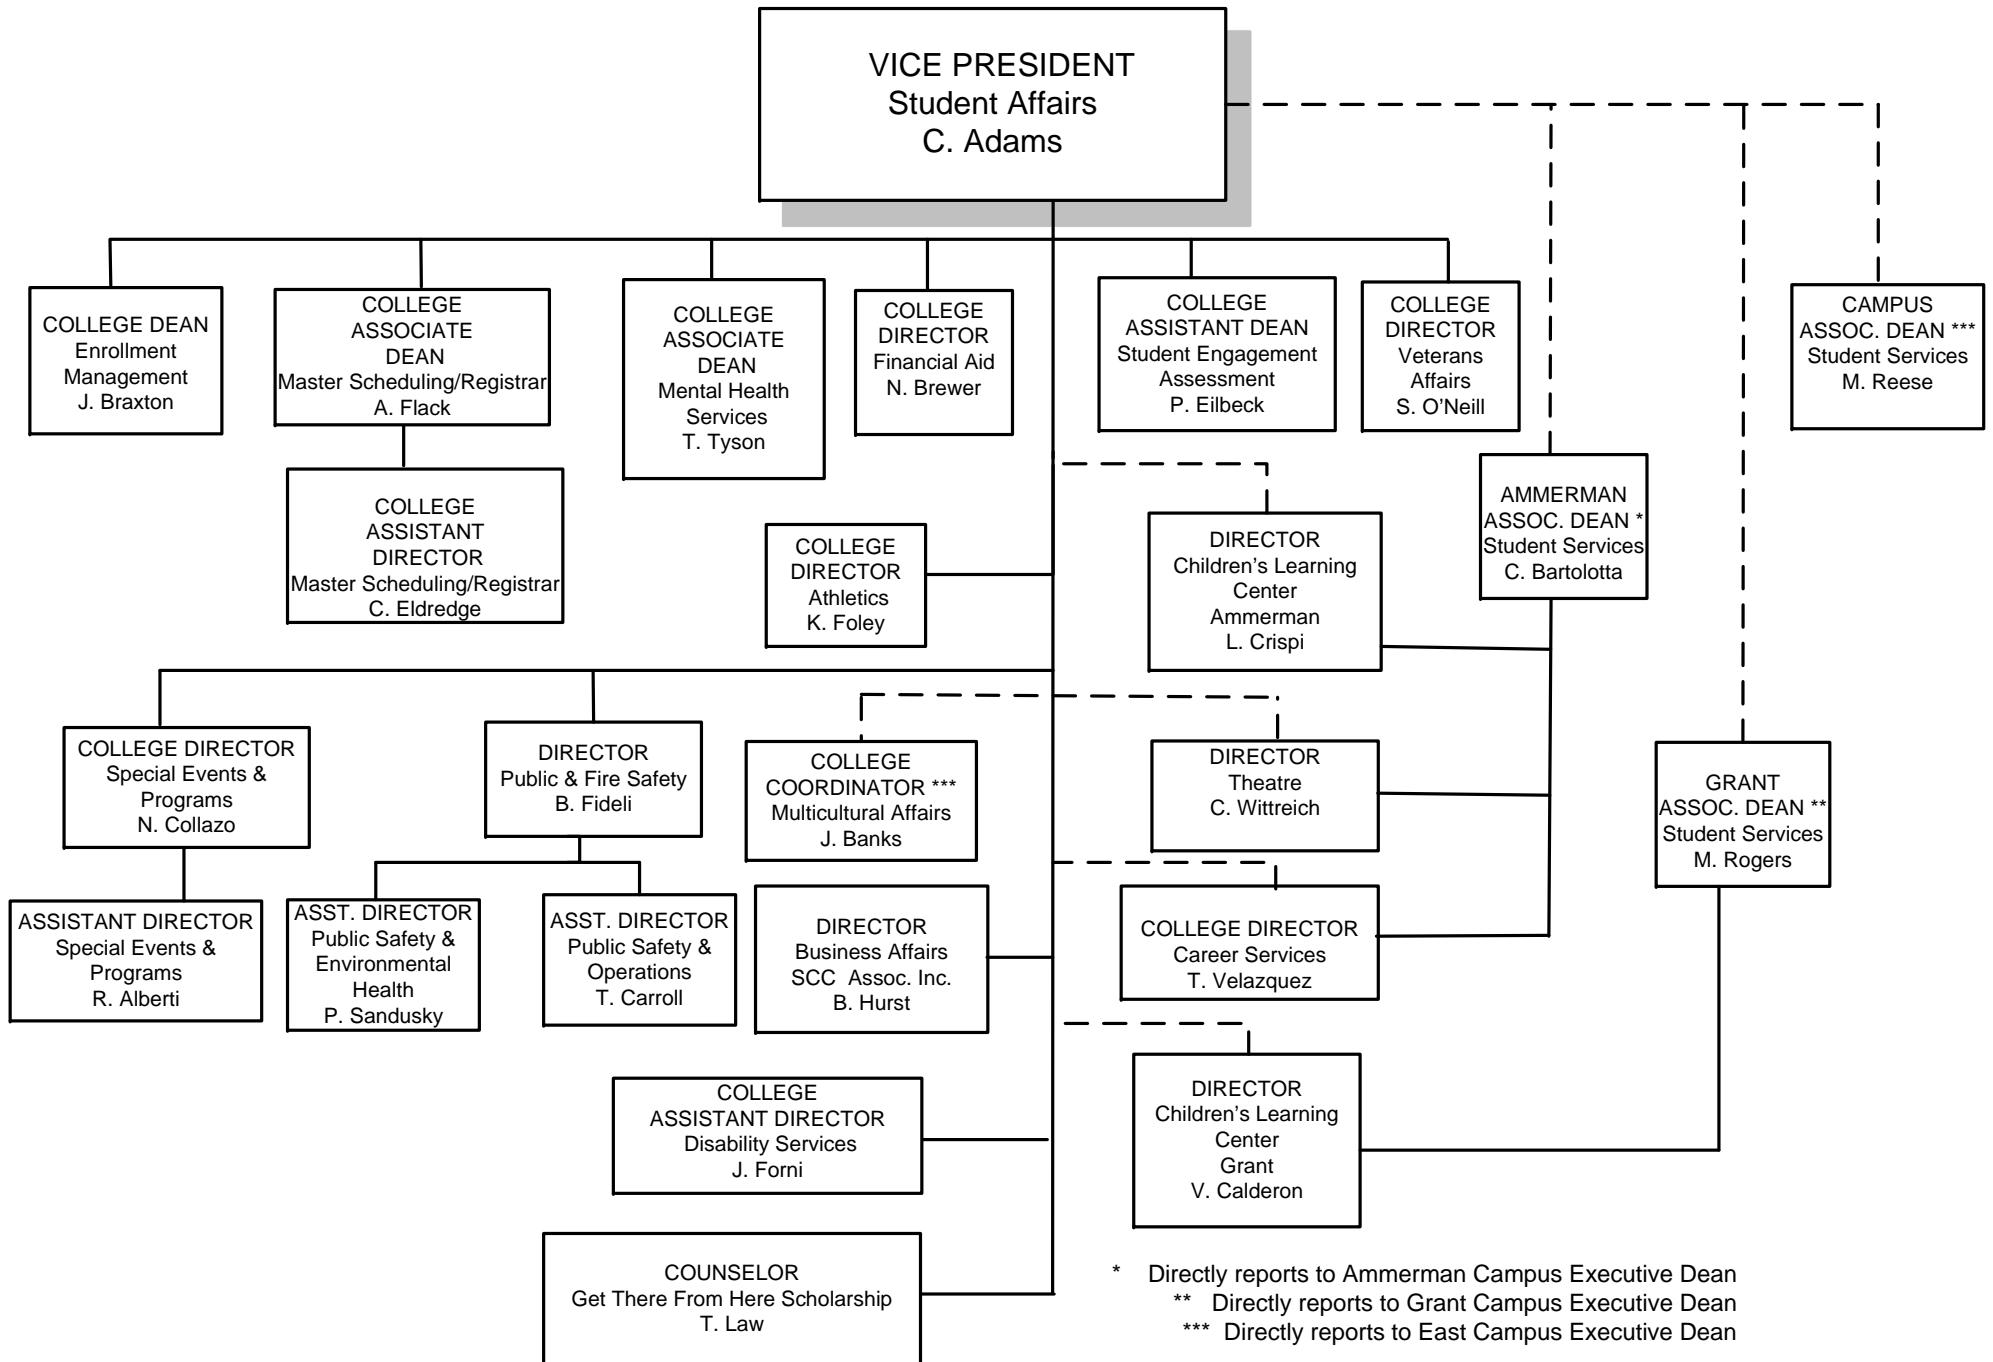 VICE PRESIDENT
Student Affairs
C. Adams
COLLEGE DEAN
Enrollment
Management
J. Braxton
COLLEGE
ASSOCIATE
DEAN
Master Scheduling/Registrar
A. Flack
COLLEGE
ASSOCIATE
DEAN
Mental Health
Services
T. Tyson
COLLEGE
DIRECTOR
Financial Aid
N. Brewer
COLLEGE
ASSISTANT DEAN
Student Engagement
Assessment
P. Eilbeck
COLLEGE
DIRECTOR
Veterans
Affairs
S. O’Neill
CAMPUS
ASSOC. DEAN ***
Student Services
M. Reese
COLLEGE
ASSISTANT
DIRECTOR
Master Scheduling/Registrar
C. Eldredge
COLLEGE
DIRECTOR
Athletics
K. Foley
DIRECTOR
Children’s Learning
Center
Ammerman
L. Crispi
AMMERMAN
ASSOC. DEAN *
Student Services
C. Bartolotta
COLLEGE DIRECTOR
Special Events &
Programs
N. Collazo
DIRECTOR
Public & Fire Safety
B. Fideli
COLLEGE
COORDINATOR ***
Multicultural Affairs
J. Banks
DIRECTOR
Theatre
C. Wittreich
GRANT
ASSOC. DEAN **
Student Services
M. Rogers
ASSISTANT DIRECTOR
Special Events &
Programs
R. Alberti
ASST. DIRECTOR
Public Safety &
Environmental
Health
P. Sandusky
ASST. DIRECTOR
Public Safety &
Operations
T. Carroll
DIRECTOR
Business Affairs
SCC Assoc. Inc.
B. Hurst
COLLEGE DIRECTOR
Career Services
T. Velazquez
COLLEGE
ASSISTANT DIRECTOR
Disability Services
J. Forni
DIRECTOR
Children’s Learning
Center
Grant
V. Calderon
COUNSELOR
Get There From Here Scholarship
T. Law
* Directly reports to Ammerman Campus Executive Dean
** Directly reports to Grant Campus Executive Dean
*** Directly reports to East Campus Executive Dean